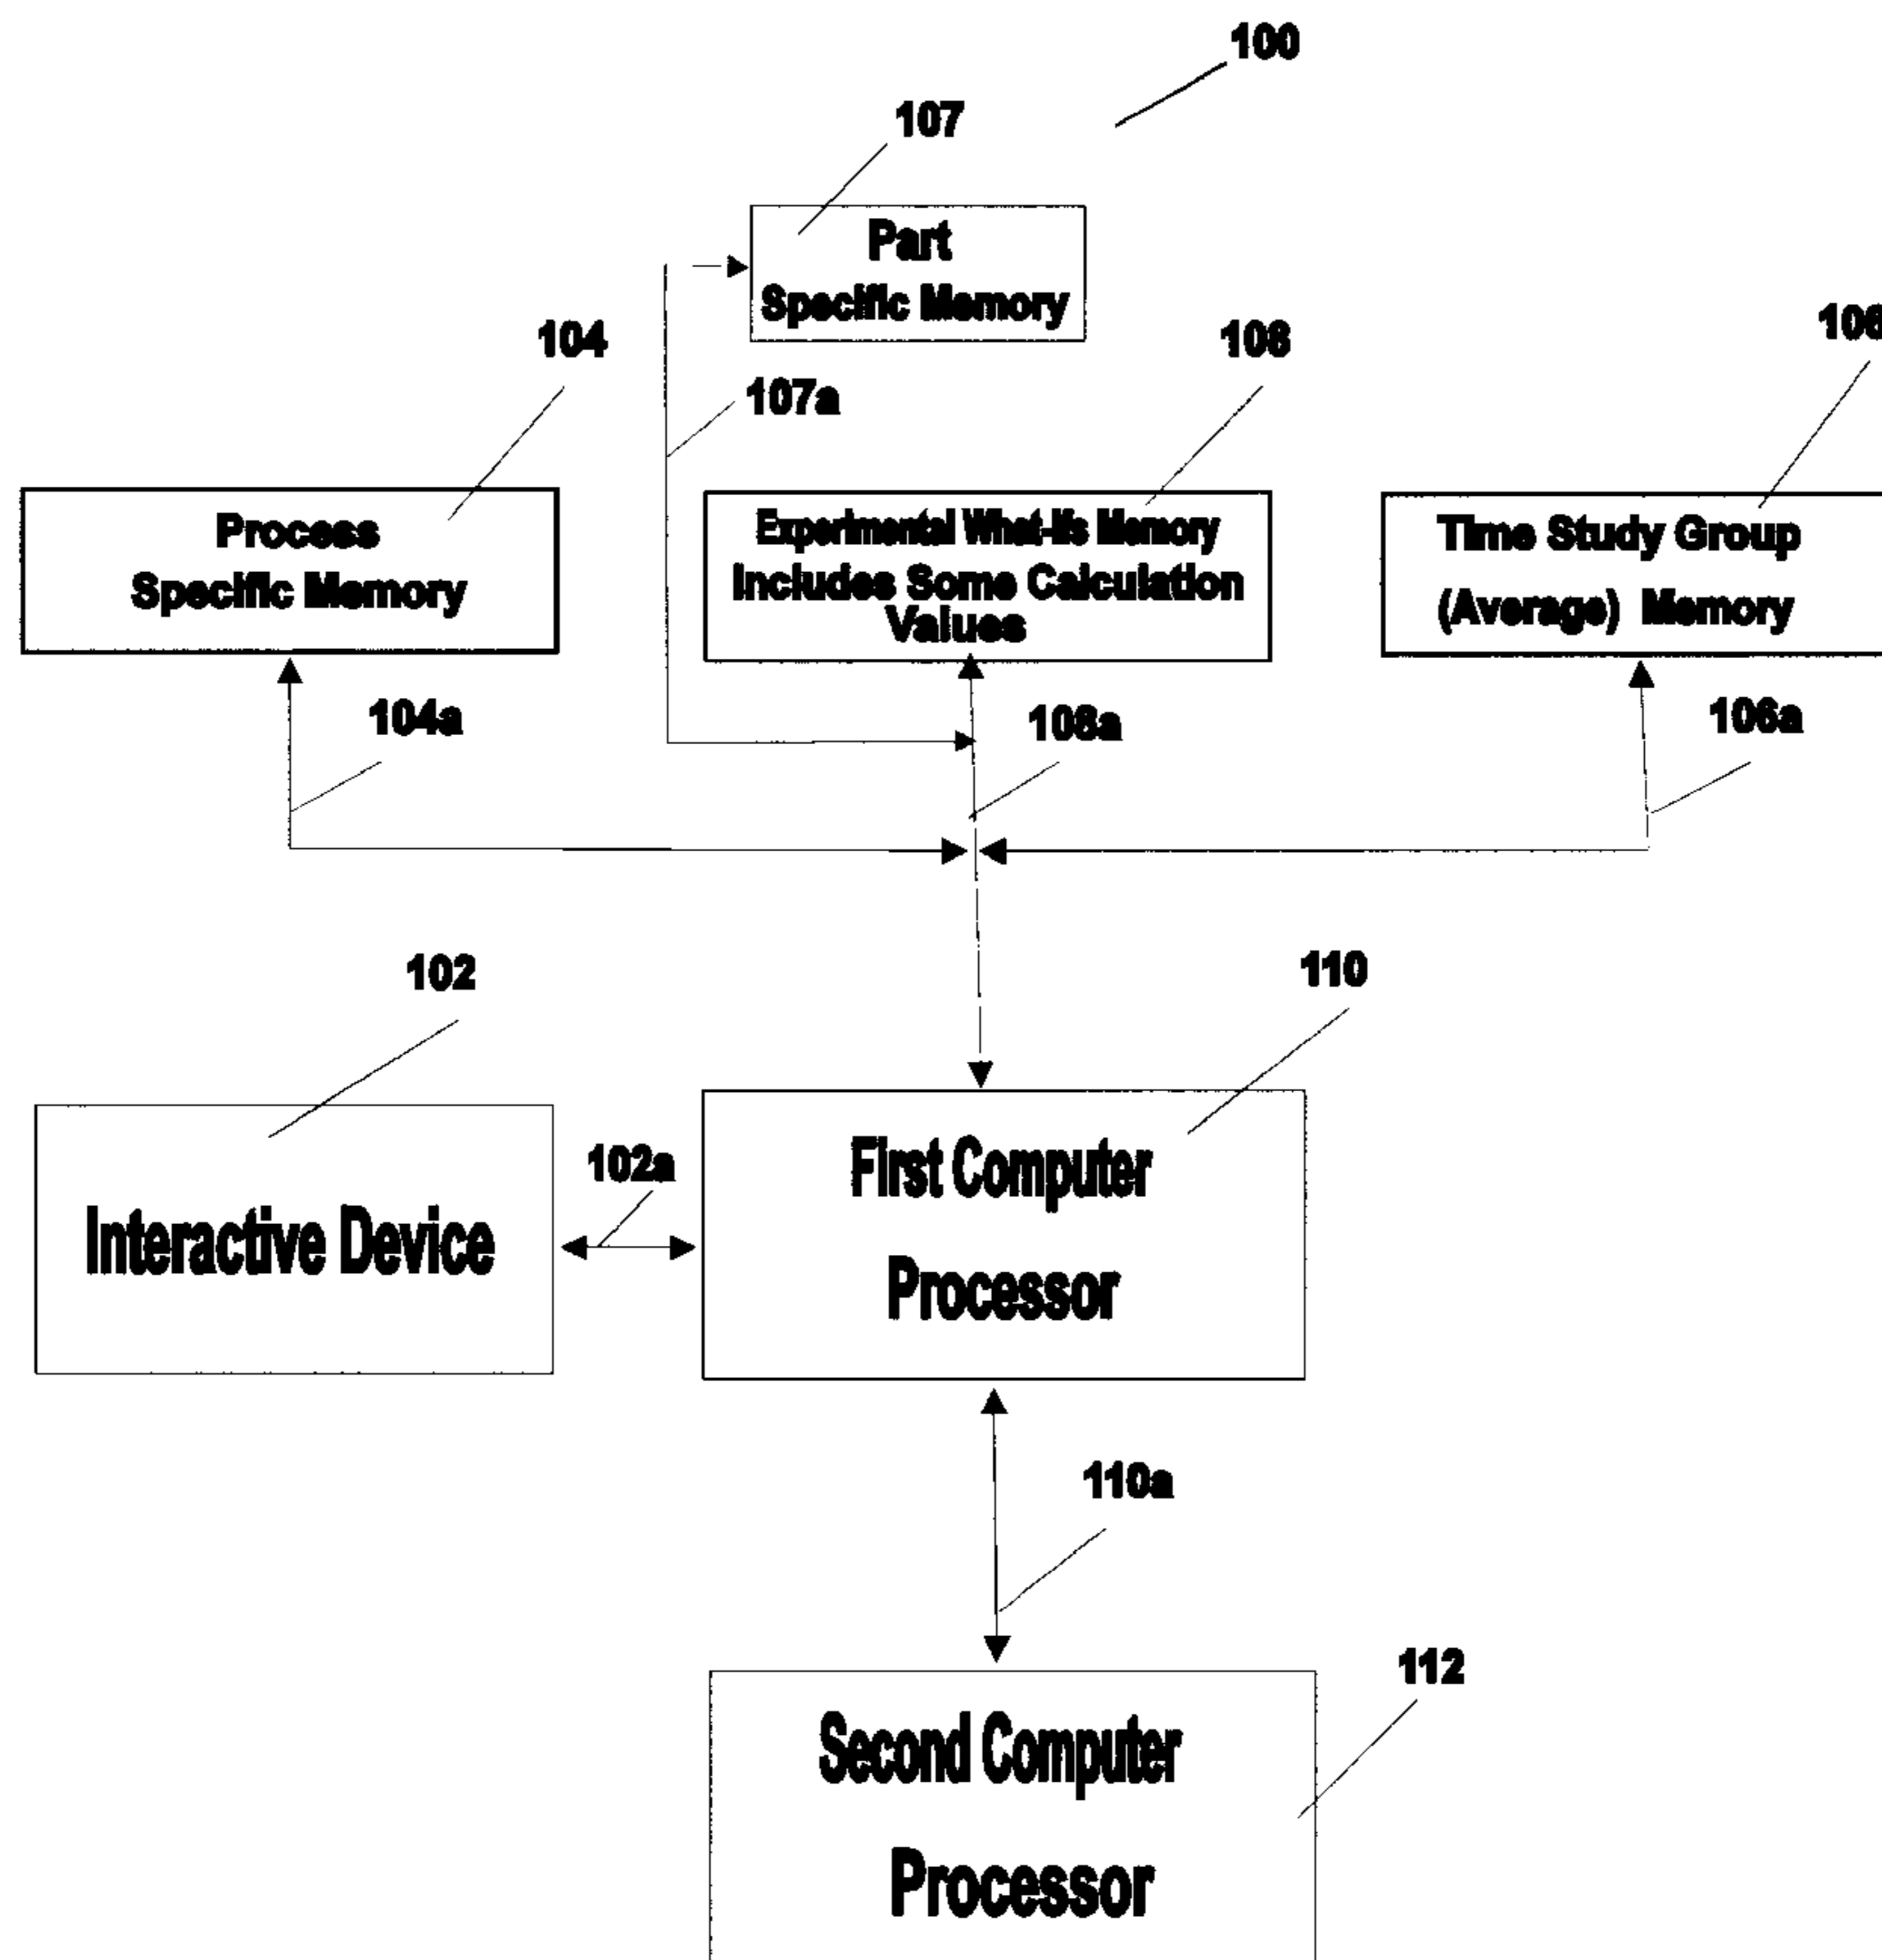 100
107
Part
Specific Memory
104
108
106
107a
Process
Specific Memory
Experimental What-Ifs Memory
Includes Some Calculation
Values
Time Study Group
(Average) Memory
104a
108a
106a
102
110
102a
Interactive Device
First Computer
Processor
110a
112
Second Computer
Processor